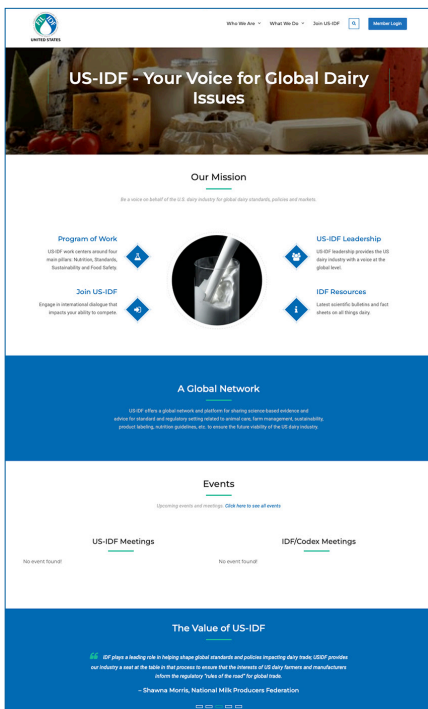 FIL IDF
UNITED STATES
Who We Are
What We Do
Join US-IDF
Member Login
US-IDF - Your Voice for Global Dairy
Issues
Our Mission
Be a voice on behalf of the U.S. dairy industry for global dairy standards, policies and markets.
Program of Work
US-IDF work centers around four
main pillars: Nutrition, Standards,
Sustainability and Food Safety.
US-IDF Leadership
US-IDF leadership provides the US
dairy industry with a voice at the
global level.
Join US-IDF
Engage in international dialogue that
impacts your ability to compete.
IDF Resources
Latest scientific bulletins and fact
sheets on all things dairy.
A Global Network
US-IDF offers a global network and platform for sharing science-based evidence and
advice for standard and regulatory setting related to animal care, farm management, sustainability,
product labeling, nutrition guidelines, etc. to ensure the future viability of the US dairy industry.
Events
Upcoming events and meetings. Click here to see all events
US-IDF Meetings
No event found!
IDF/Codex Meetings
No event found!
The Value of US-IDF
IDF plays a leading role in helping shape global standards and policies impacting dairy trade; USIDF provides
our industry a seat at the table in that process to ensure that the interests of US dairy farmers and manufacturers
inform the regulatory "rules of the road" for global trade.
– Shawna Morris, National Milk Producers Federation